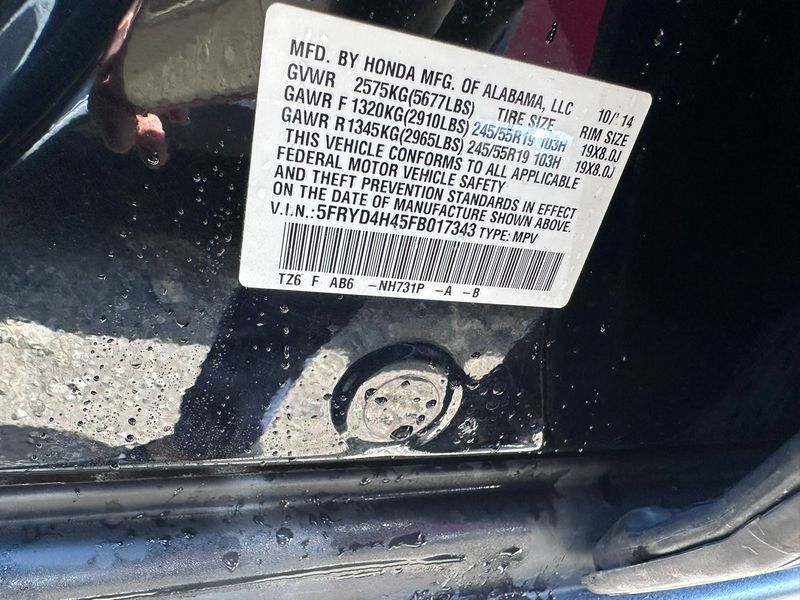 MFD. BY HONDA MFG. OF ALABAMA, LLC 10/'14
GVWR 2575KG(5677LBS) TIRE SIZE RIM SIZE
GAWR F 1320KG(2910LBS) 245/55R19 103H 19X8.0J
GAWR R 1345KG(2965LBS) 245/55R19 103H 19X8.0J
THIS VEHICLE CONFORMS TO ALL APPLICABLE
FEDERAL MOTOR VEHICLE SAFETY
AND THEFT PREVENTION STANDARDS IN EFFECT
ON THE DATE OF MANUFACTURE SHOWN ABOVE.
V.I.N.:5FRYD4H45FB017343 TYPE: MPV
TZ6 F AB6 -NH731P -A -B